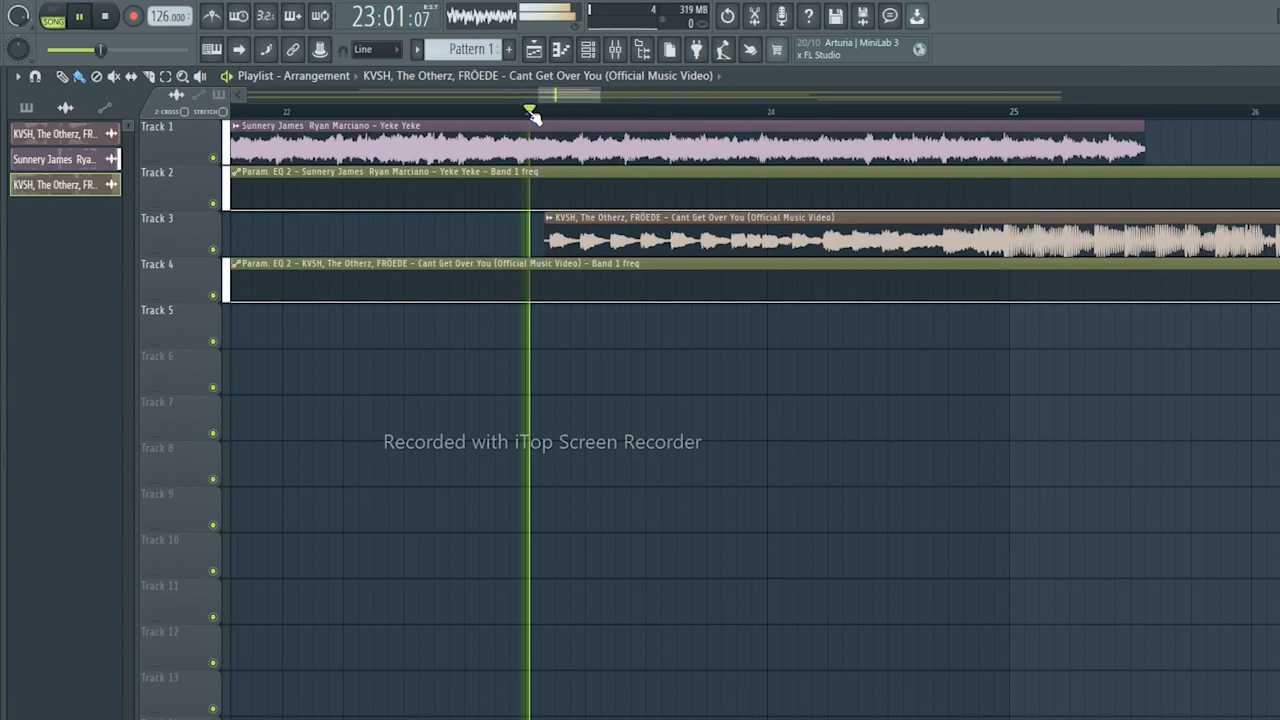 PAT
SONG
126.000
3.2.
23:01:07
B:S:T
4
319 MB
0
Line
Pattern 1
20/10 Arturia | MiniLab 3
x FL Studio
Playlist - Arrangement KVSH, The Otherz, FRÖEDE - Cant Get Over You (Official Music Video)
Z-CROSS STRETCH
22 24 25 26
KVSH, The Otherz, FR..
Sunnery James Rya..
KVSH, The Otherz, FR..
Track 1
Sunnery James Ryan Marciano - Yeke Yeke
Track 2
Param. EQ 2 - Sunnery James Ryan Marciano - Yeke Yeke - Band 1 freq
Track 3
KVSH, The Otherz, FRÖEDE - Cant Get Over You (Official Music Video)
Track 4
Param. EQ 2 - KVSH, The Otherz, FRÖEDE - Cant Get Over You (Official Music Video) - Band 1 freq
Track 5
Track 6
Track 7
Track 8
Track 9
Track 10
Track 11
Track 12
Track 13
Recorded with iTop Screen Recorder